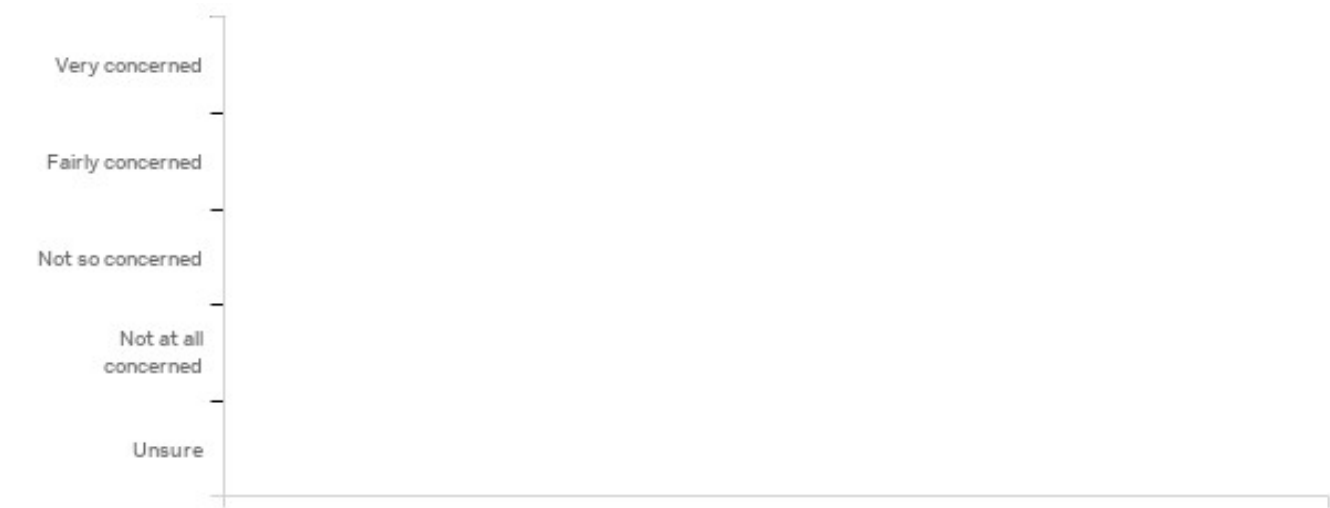 Very concerned
Fairly concerned
Not so concerned
Not at all
concerned
Unsure